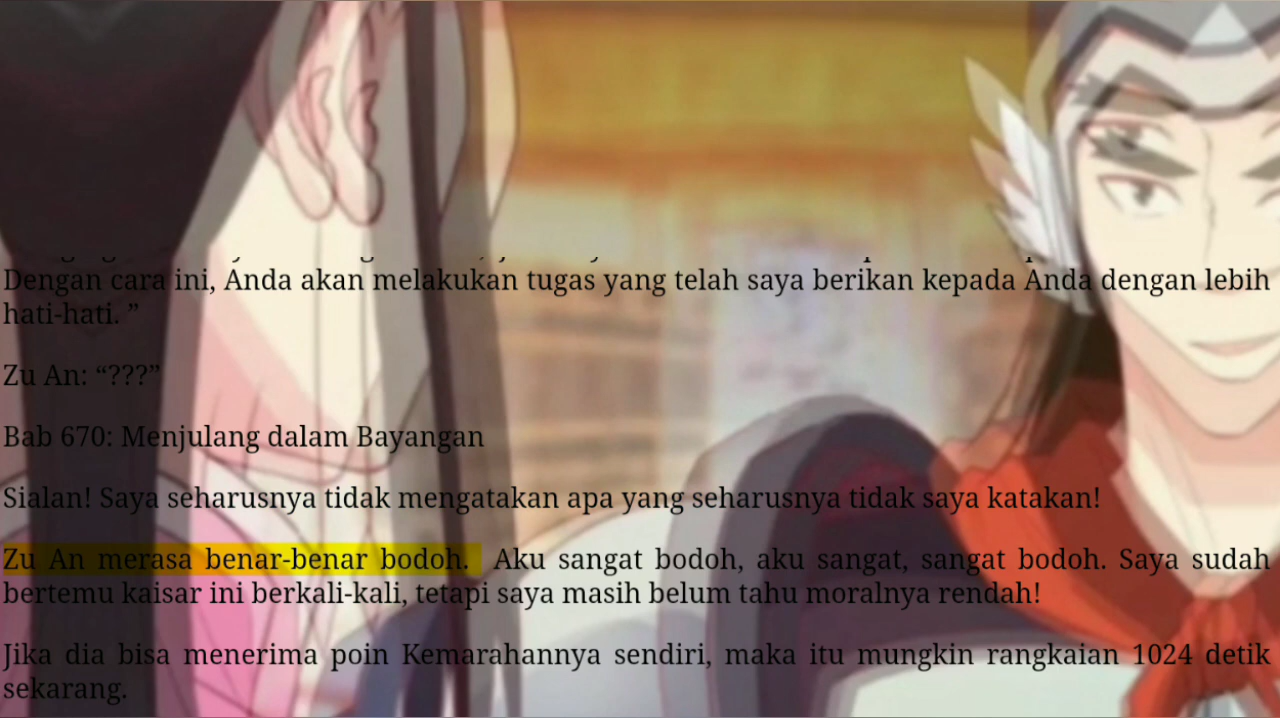 Dengan cara ini, Anda akan melakukan tugas yang telah saya berikan kepada Anda dengan lebih
hati-hati. ”
Zu An: “???”
Bab 670: Menjulang dalam Bayangan
Sialan! Saya seharusnya tidak mengatakan apa yang seharusnya tidak saya katakan!
Zu An merasa benar-benar bodoh. Aku sangat bodoh, aku sangat, sangat bodoh. Saya sudah
bertemu kaisar ini berkali-kali, tetapi saya masih belum tahu moralnya rendah!
Jika dia bisa menerima poin Kemarahannya sendiri, maka itu mungkin rangkaian 1024 detik
sekarang.